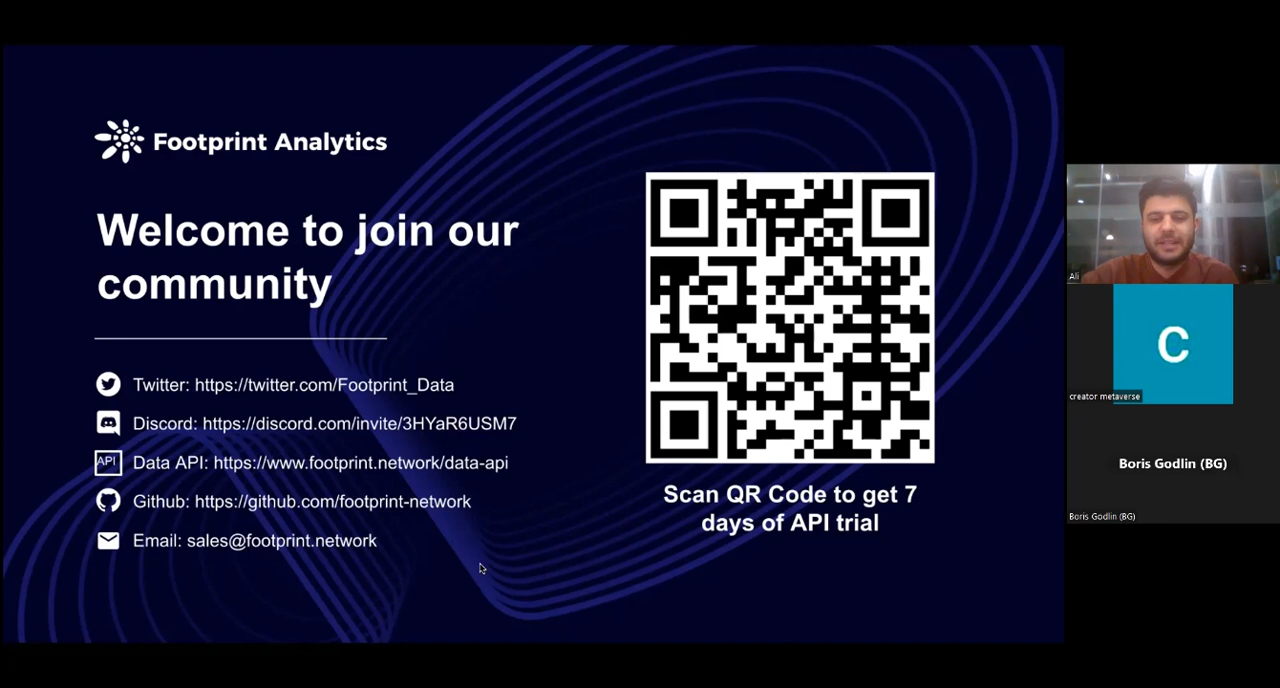 Footprint Analytics
Welcome to join our
community
Twitter: https://twitter.com/Footprint_Data
Discord: https://discord.com/invite/3HYaR6USM7
API
Data API: https://www.footprint.network/data-api
Github: https://github.com/footprint-network
Email: sales@footprint.network
Scan QR Code to get 7
days of API trial
Ali
C
creator metaverse
Boris Godlin (BG)
Boris Godlin (BG)